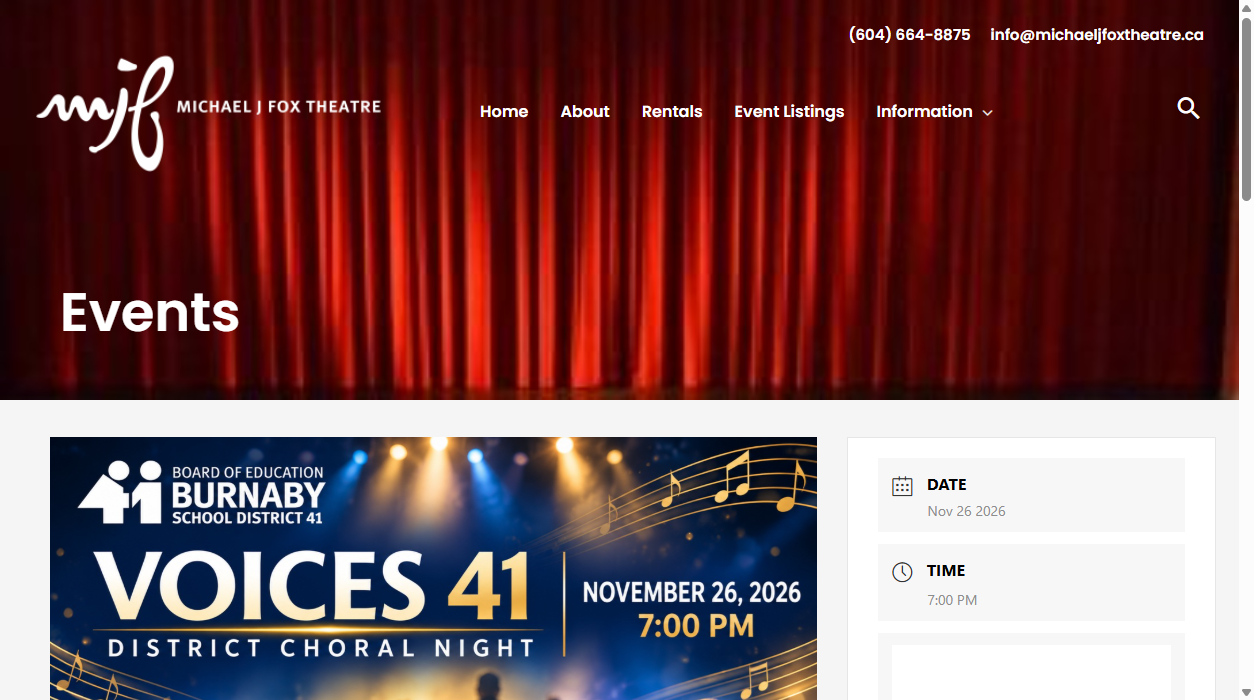 (604) 664-8875 info@michaeljfoxtheatre.ca
mjf MICHAEL J FOX THEATRE
Home About Rentals Event Listings Information
Events
BOARD OF EDUCATION
BURNABY
SCHOOL DISTRICT 41
VOICES 41
DISTRICT CHORAL NIGHT
NOVEMBER 26, 2026
7:00 PM
DATE
Nov 26 2026
TIME
7:00 PM